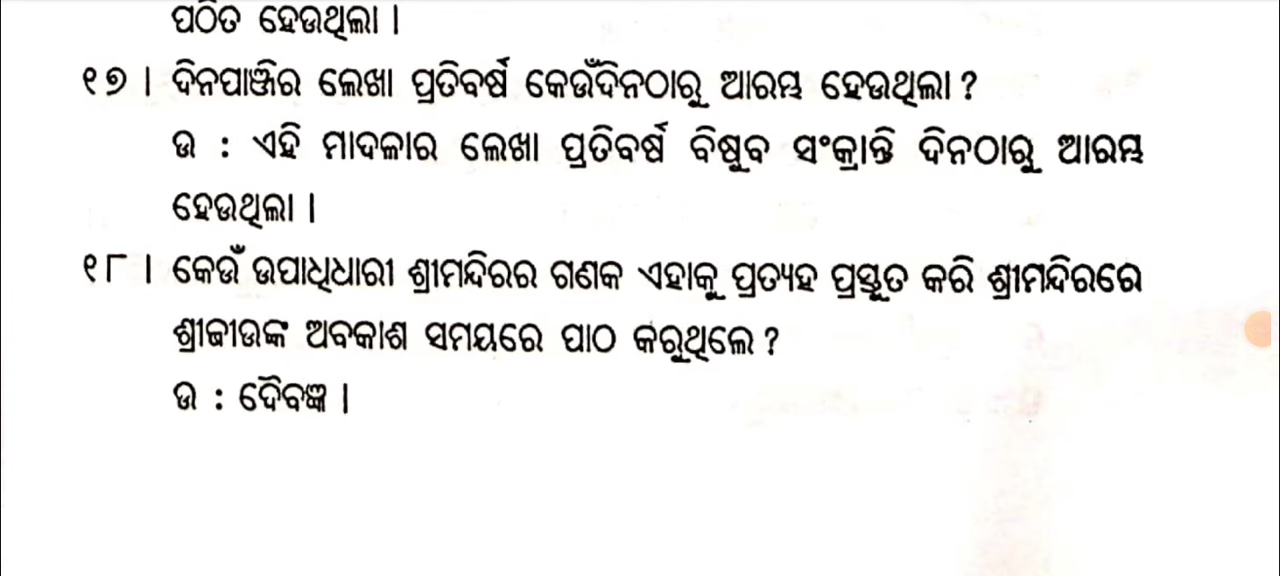 ପଠିତ ହେଉଥିଲା ।
୧୭ । ଦିନପାଞ୍ଜିର ଲେଖା ପ୍ରତିବର୍ଷ କେଉଁଦିନଠାରୁ ଆରମ୍ଭ ହେଉଥିଲା ?
ଉ : ଏହି ମାଦଳାର ଲେଖା ପ୍ରତିବର୍ଷ ବିଷୁବ ସଂକ୍ରାନ୍ତି ଦିନଠାରୁ ଆରମ୍ଭ
ହେଉଥିଲା ।
୧୮ । କେଉଁ ଉପାଧିଧାରୀ ଶ୍ରୀମନ୍ଦିରର ଗଣକ ଏହାକୁ ପ୍ରତ୍ୟହ ପ୍ରସ୍ତୁତ କରି ଶ୍ରୀମନ୍ଦିରରେ
ଶ୍ରୀଜୀଉଙ୍କ ଅବକାଶ ସମୟରେ ପାଠ କରୁଥିଲେ ?
ଉ : ଦୈବଜ୍ଞ ।